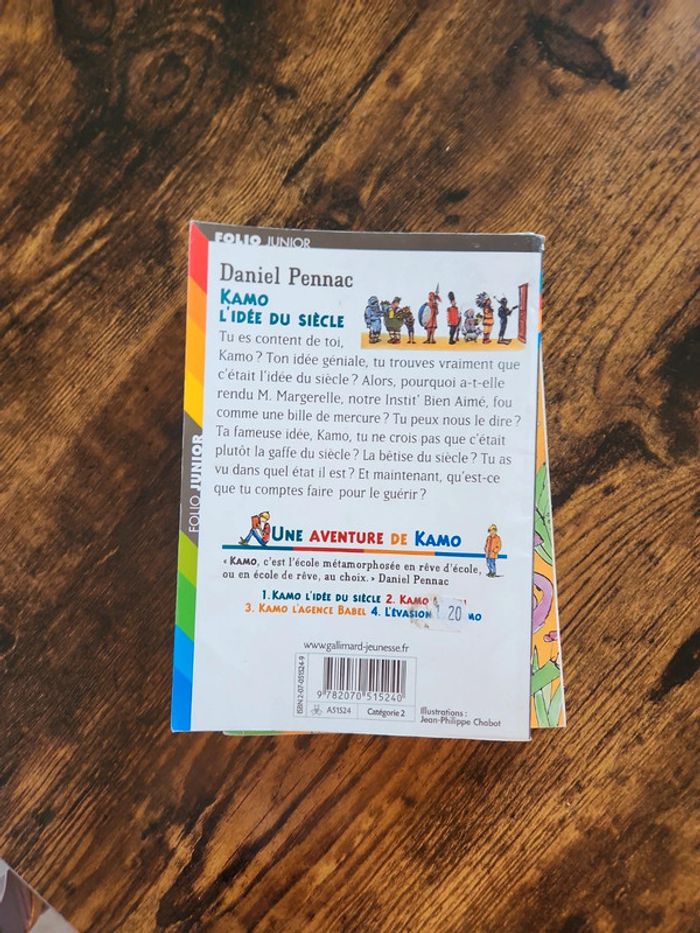 FOLIO JUNIOR
Daniel Pennac
KAMO
L'IDÉE DU SIÈCLE
Tu es content de toi,
Kamo ? Ton idée géniale, tu trouves vraiment que
c'était l'idée du siècle ? Alors, pourquoi a-t-elle
rendu M. Margerelle, notre Instit' Bien Aimé, fou
comme une bille de mercure ? Tu peux nous le dire ?
Ta fameuse idée, Kamo, tu ne crois pas que c'était
plutôt la gaffe du siècle ? La bêtise du siècle ? Tu as
vu dans quel état il est ? Et maintenant, qu'est-ce
que tu comptes faire pour le guérir ?
FOLIO JUNIOR
UNE AVENTURE DE KAMO
« KAMO, c'est l'école métamorphosée en rêve d'école,
ou en école de rêve, au choix. » Daniel Pennac
1. KAMO L'IDÉE DU SIÈCLE 2. KAMO
3. KAMO L'AGENCE BABEL 4. L'ÉVASION
20
www.gallimard-jeunesse.fr
ISBN 2-07-051524-9
9 782070 515240
A51524 Catégorie 2
Illustrations :
Jean-Philippe Chabot